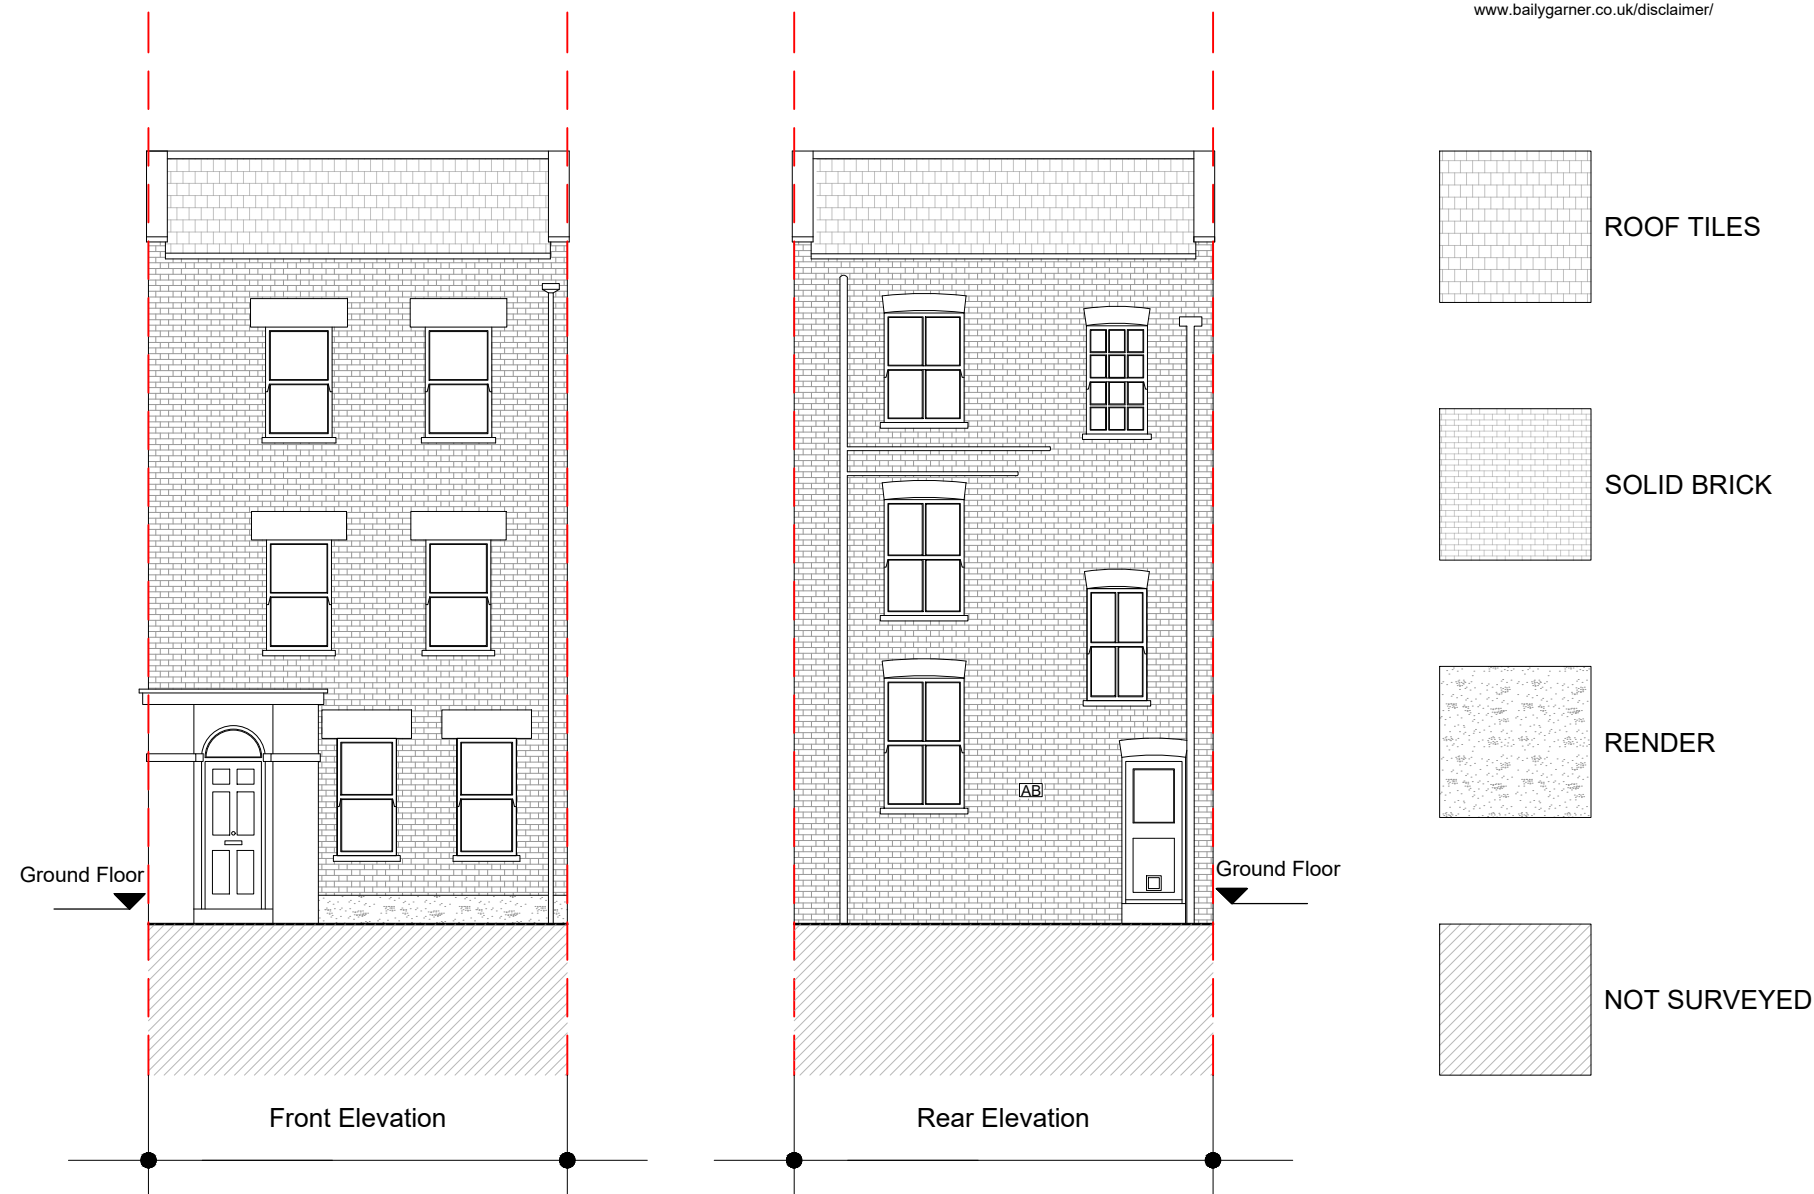 www.bailygarner.co.uk/disclaimer/
ROOF TILES
SOLID BRICK
RENDER
AB
Ground Floor
Ground Floor
NOT SURVEYED
Front Elevation
Rear Elevation